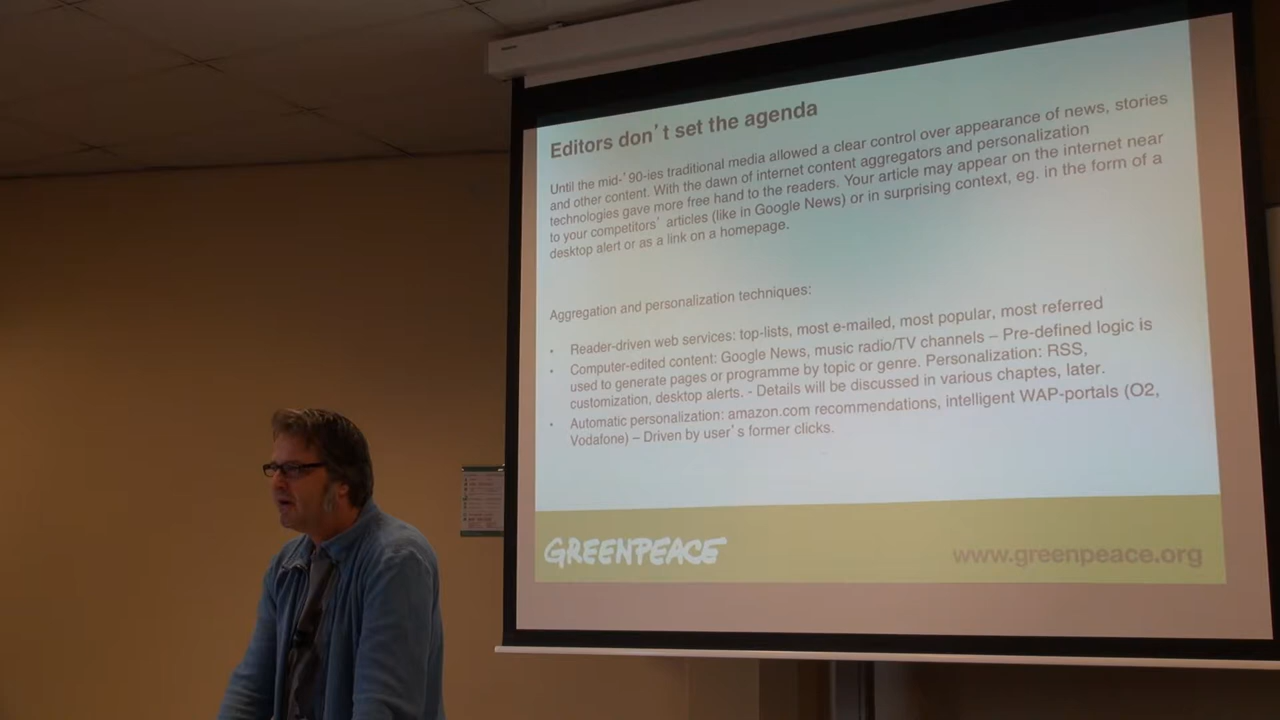 Editors don't set the agenda
Until the mid-'90-ies traditional media allowed a clear control over appearance of news, stories
and other content. With the dawn of internet content aggregators and personalization
technologies gave more free hand to the readers. Your article may appear on the internet near
to your competitors' articles (like in Google News) or in surprising context, eg. in the form of a
desktop alert or as a link on a homepage.
Aggregation and personalization techniques:
• Reader-driven web services: top-lists, most e-mailed, most popular, most referred
• Computer-edited content: Google News, music radio/TV channels – Pre-defined logic is
used to generate pages or programme by topic or genre. Personalization: RSS,
customization, desktop alerts. - Details will be discussed in various chaptes, later.
• Automatic personalization: amazon.com recommendations, intelligent WAP-portals (O2,
Vodafone) – Driven by user's former clicks.
GREENPEACE
www.greenpeace.org